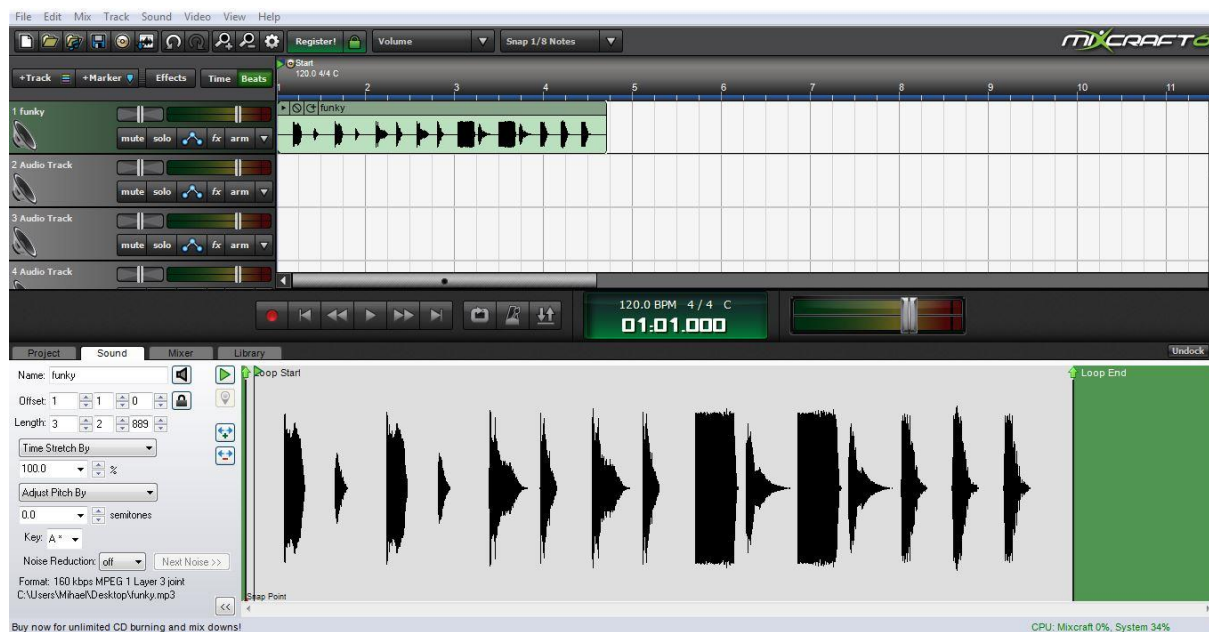 File Edit Mix Track Sound Video View Help
Register! Volume Snap 1/8 Notes MIXCRAFT 6
+Track +Marker Effects Time Beats
Start
120.0 4/4 C
1 2 3 4 5 6 7 8 9 10 11
1 funky
funky
mute solo fx arm
2 Audio Track
mute solo fx arm
3 Audio Track
mute solo fx arm
4 Audio Track
120.0 BPM 4 / 4 C
01:01.000
Project Sound Mixer Library Undock
Name: funky
Loop Start Loop End
Offset: 1 1 0
Length: 3 2 889
Time Stretch By
100.0 %
Adjust Pitch By
0.0 semitones
Key: A *
Noise Reduction: off Next Noise >>
Format: 160 kbps MPEG 1 Layer 3 joint
C:\Users\Mihael\Desktop\funky.mp3
<<
Snap Point
Buy now for unlimited CD burning and mix downs! CPU: Mixcraft 0%, System 34%